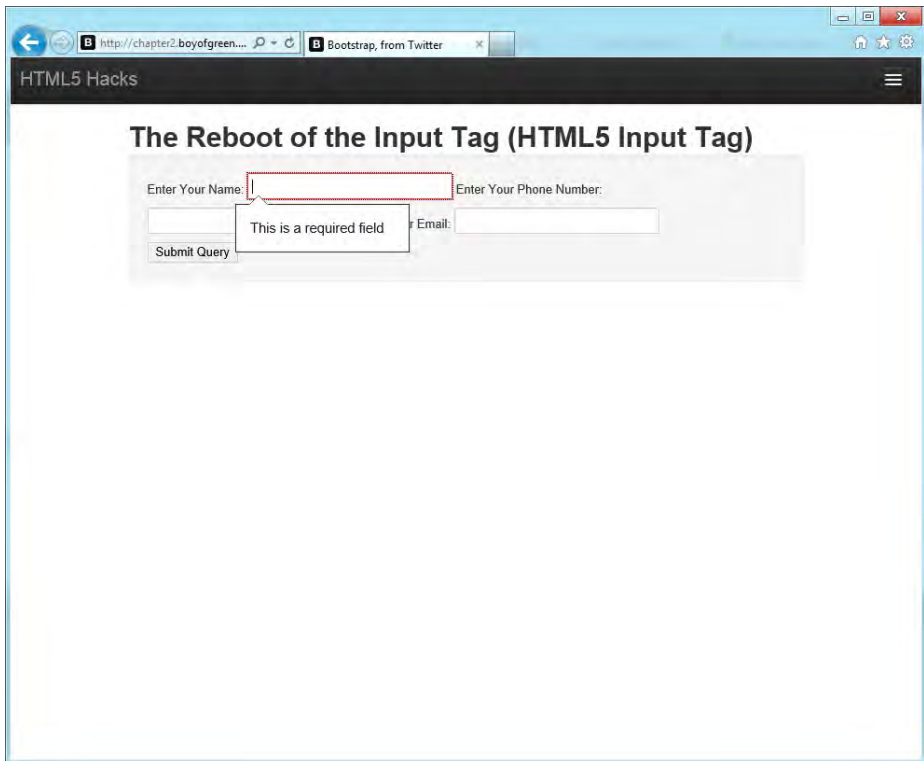 B http://chapter2.boyofgreen....
B Bootstrap, from Twitter
HTML5 Hacks
The Reboot of the Input Tag (HTML5 Input Tag)
Enter Your Name: Enter Your Phone Number:
This is a required field
Email:
Submit Query